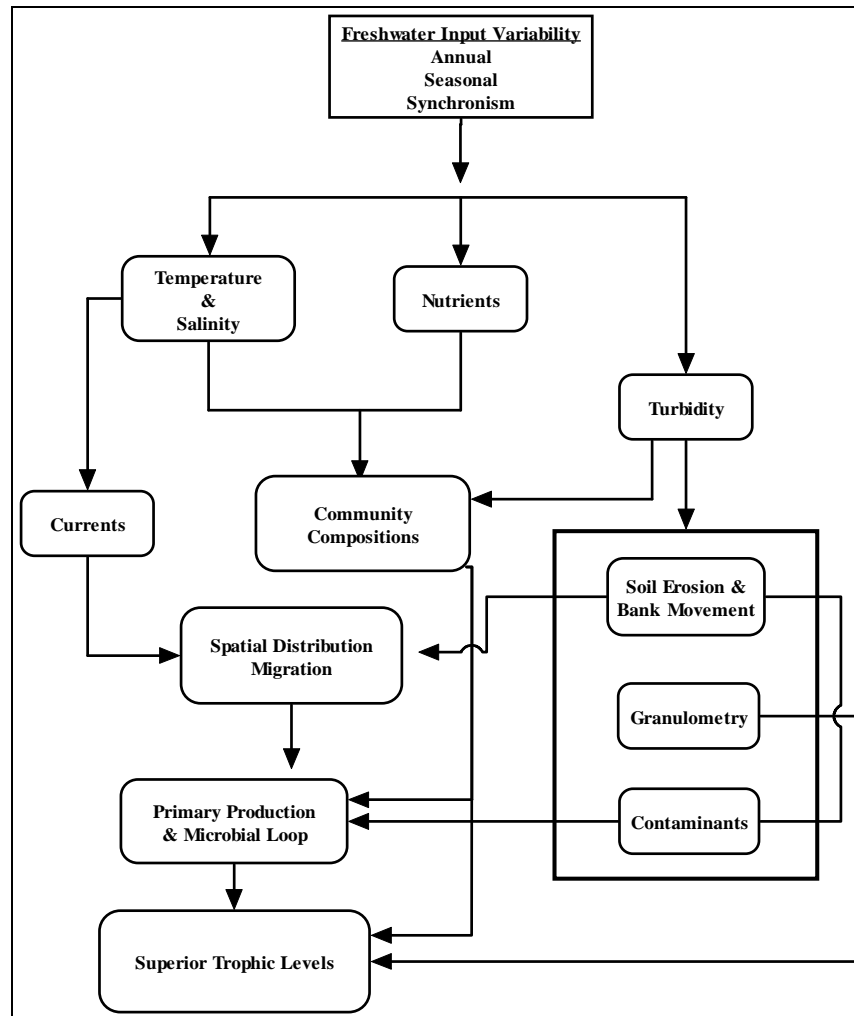 Freshwater Input Variability
Annual
Seasonal
Synchronism
Temperature
&
Salinity
Nutrients
Turbidity
Currents
Community
Compositions
Soil Erosion &
Bank Movement
Spatial Distribution
Migration
Granulometry
Primary Production
& Microbial Loop
Contaminants
Superior Trophic Levels